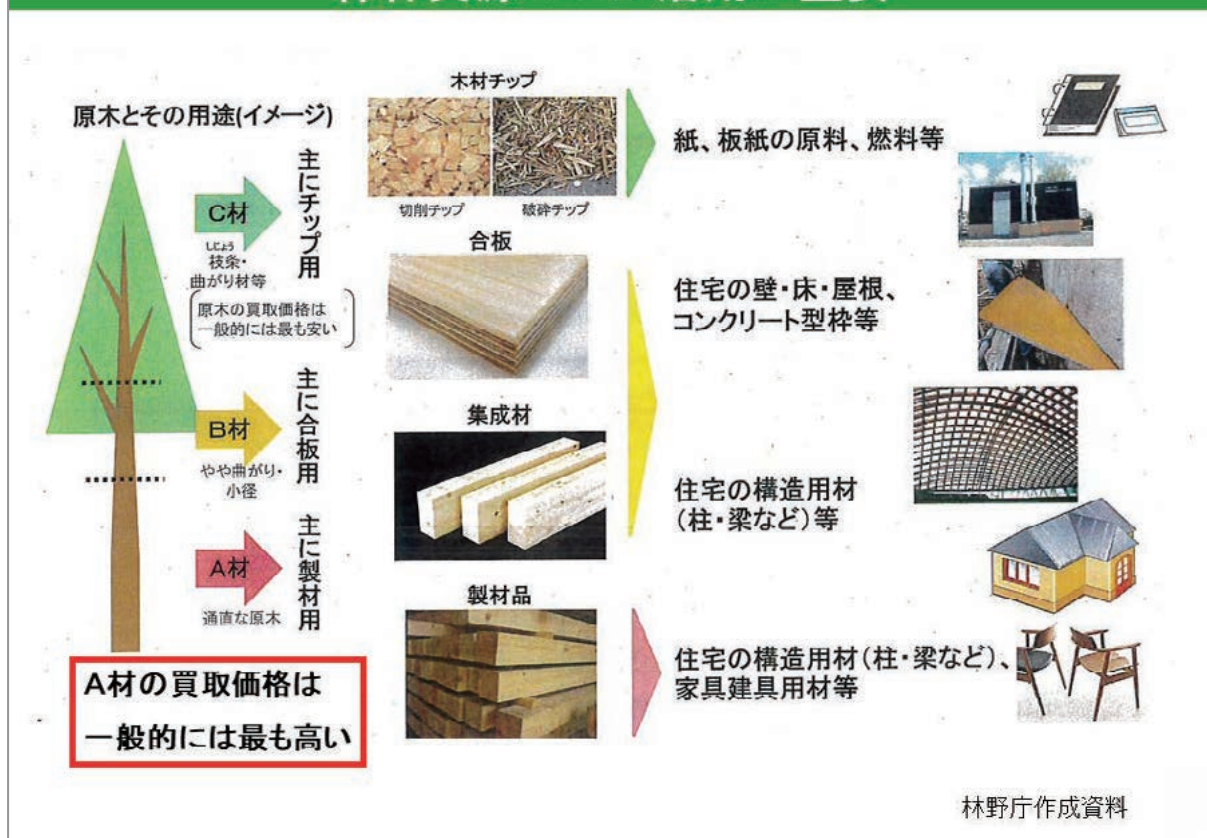 原木とその用途(イメージ)
C材
しじょう
枝条・
曲がり材等
原木の買取価格は
一般的には最も安い
主にチップ用
B材
やや曲がり・
小径
主に合板用
A材
通直な原木
主に製材用
A材の買取価格は
一般的には最も高い
木材チップ
切削チップ
破砕チップ
紙、板紙の原料、燃料等
合板
住宅の壁・床・屋根、
コンクリート型枠等
集成材
住宅の構造用材
(柱・梁など)等
製材品
住宅の構造用材(柱・梁など)、
家具建具用材等
林野庁作成資料